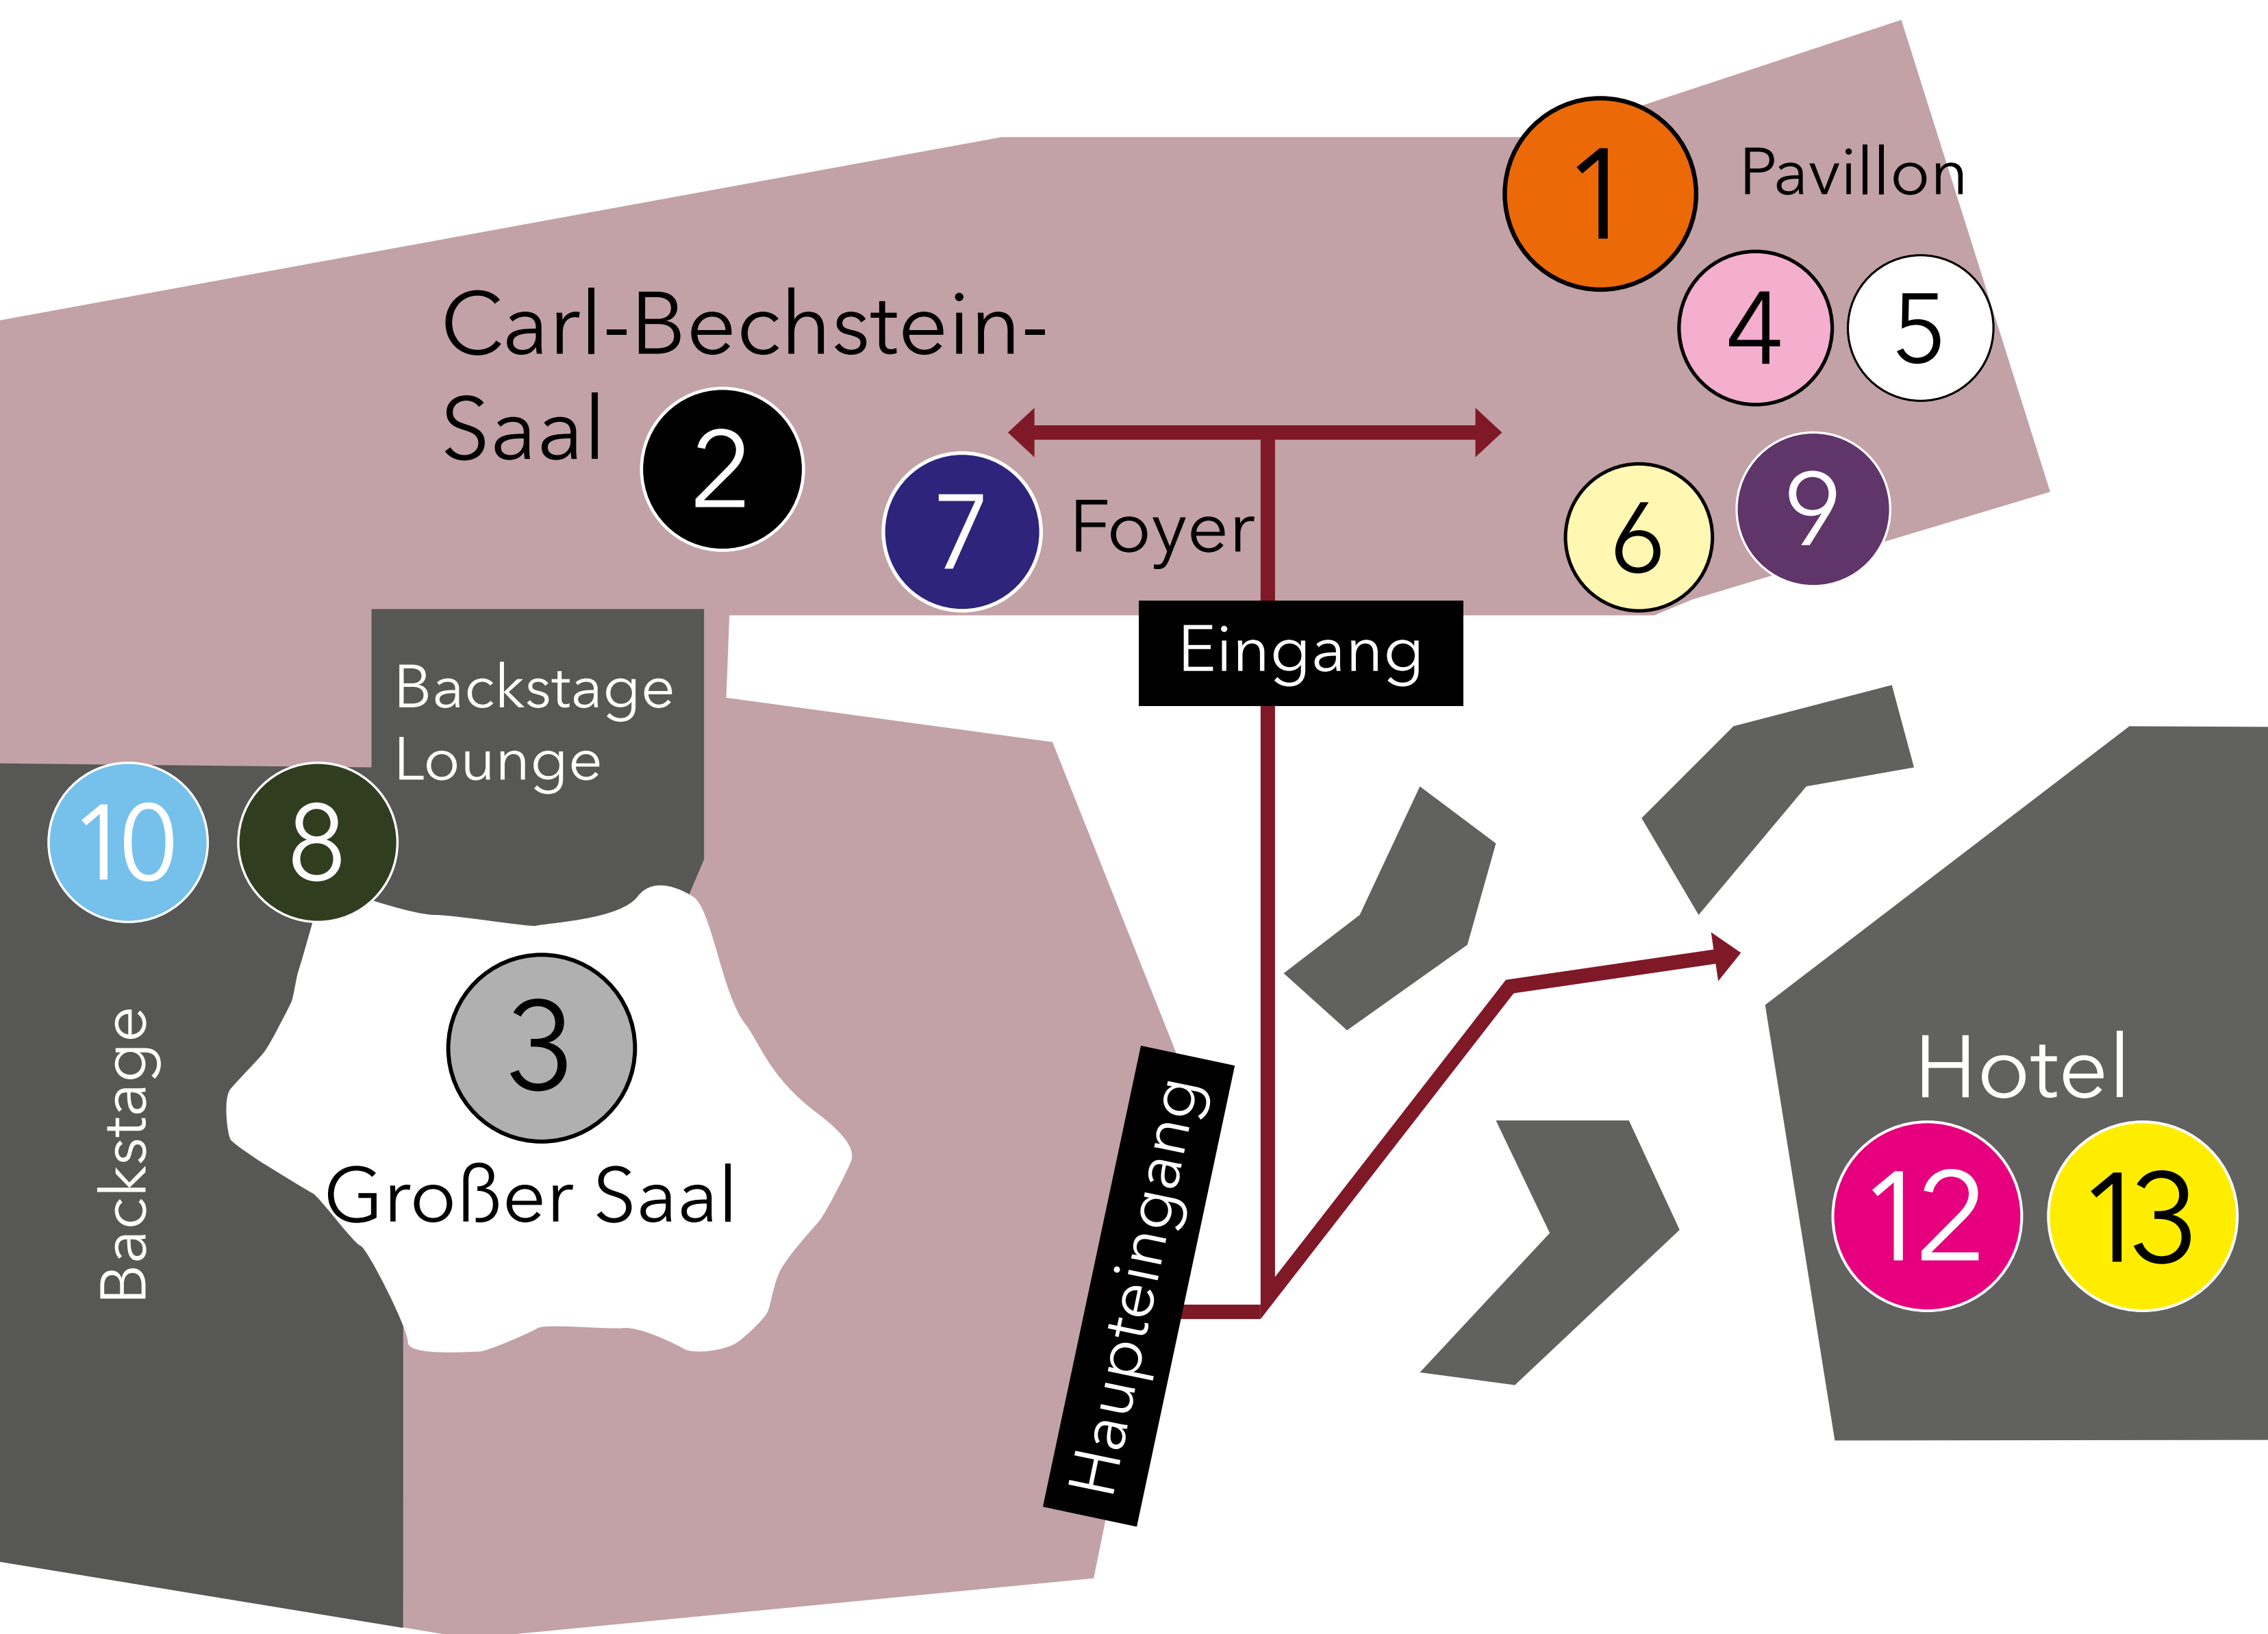 1
Pavillon
4
5
Carl-Bechstein-
Saal
2
7
Foyer
6
9
Eingang
Backstage
Lounge
10
8
Backstage
3
Großer Saal
Haupteingang
Hotel
12
13